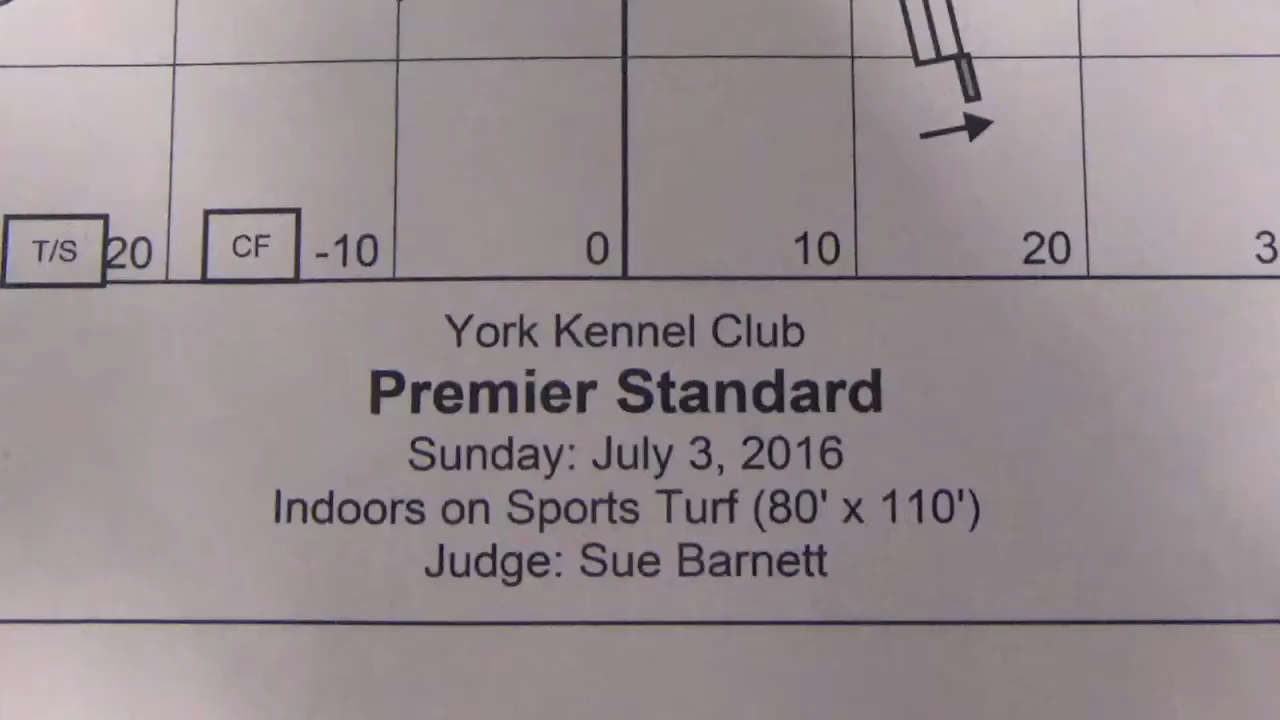 T/S 20 CF -10 0 10 20 3
York Kennel Club
Premier Standard
Sunday: July 3, 2016
Indoors on Sports Turf (80' x 110')
Judge: Sue Barnett